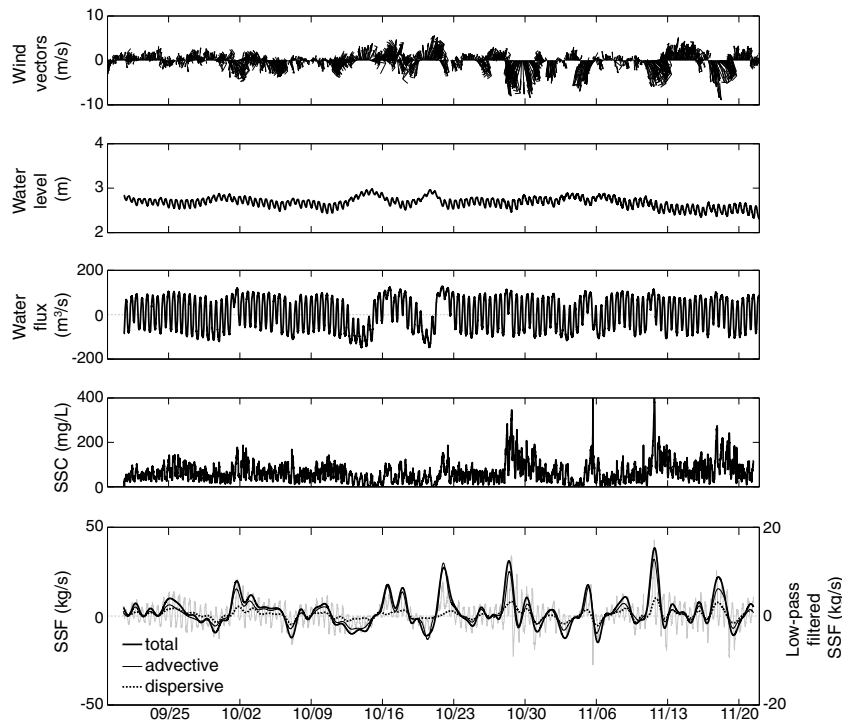 10
0
-10
Wind
vectors
(m/s)
4
3
2
Water
level
(m)
200
0
-200
Water
flux
(m³/s)
400
200
0
SSC (mg/L)
50
0
-50
SSF (kg/s)
20
0
-20
Low-pass
filtered
SSF (kg/s)
total
advective
dispersive
09/25 10/02 10/09 10/16 10/23 10/30 11/06 11/13 11/20